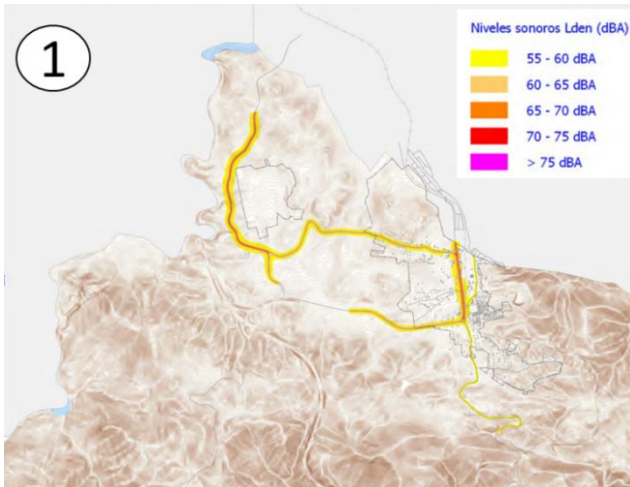 1
Niveles sonoros Lden (dBA)
55 - 60 dBA
60 - 65 dBA
65 - 70 dBA
70 - 75 dBA
> 75 dBA